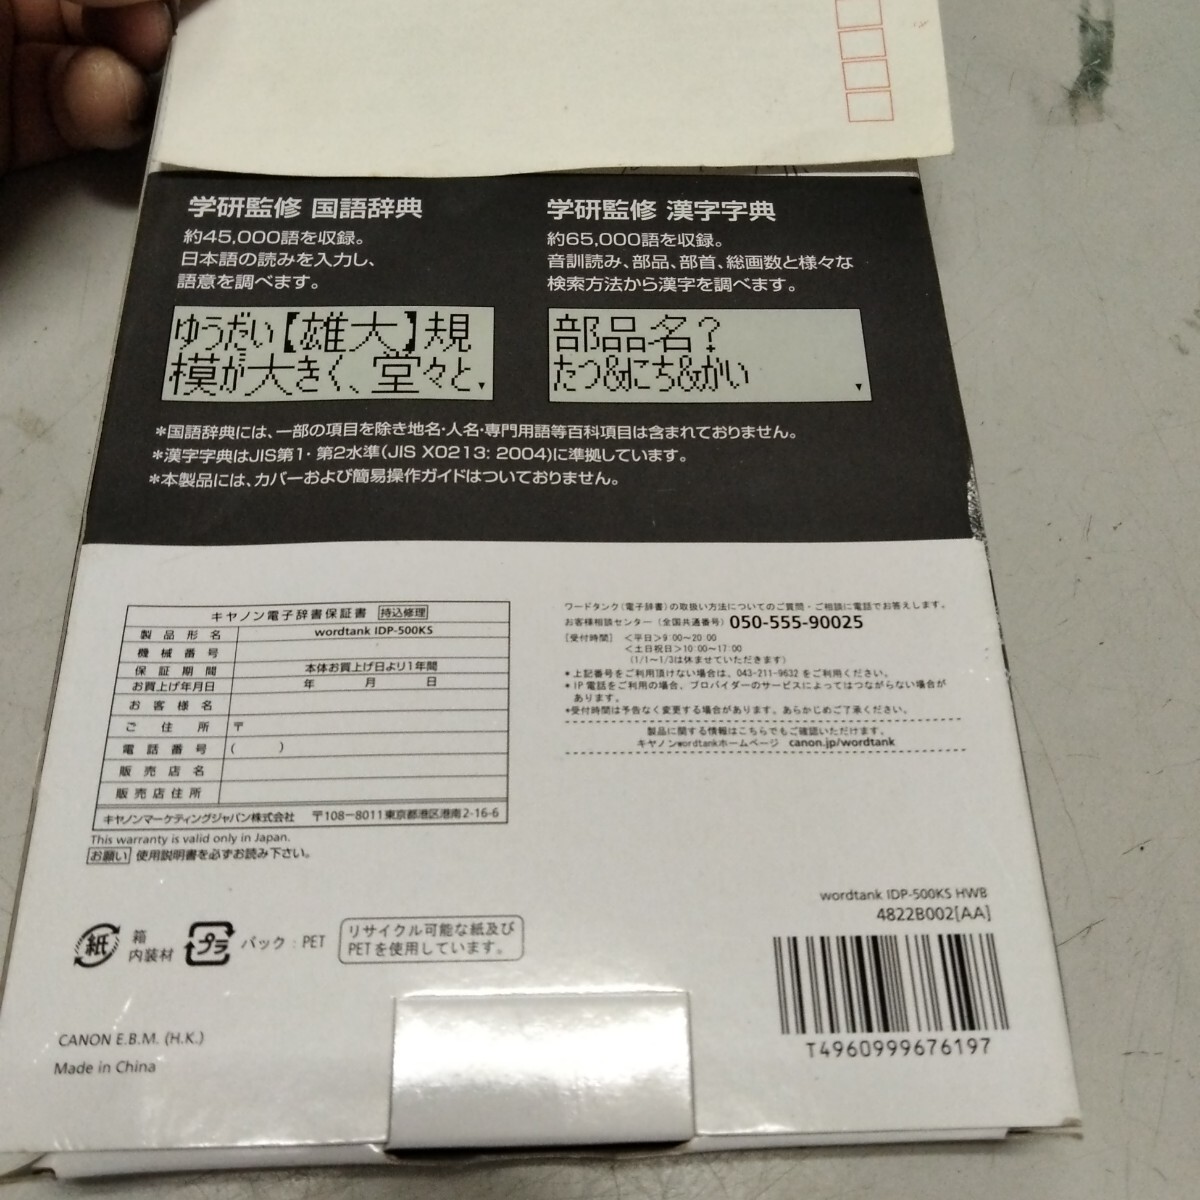 学研監修 国語辞典
約45,000語を収録。
日本語の読みを入力し、
語意を調べます。
ゆうだい【雄大】規
模が大きく、堂々と
学研監修 漢字字典
約65,000語を収録。
音訓読み、部品、部首、総画数と様々な
検索方法から漢字を調べます。
部品名?
たつ&にち&かい
*国語辞典には、一部の項目を除き地名・人名・専門用語等百科項目は含まれておりません。
*漢字字典はJIS第1・第2水準(JIS X0213: 2004)に準拠しています。
*本製品には、カバーおよび簡易操作ガイドはついておりません。
キヤノン電子辞書保証書 持込修理
製品形名 wordtank IDP-500KS
機械番号
保証期間 本体お買上げ日より1年間
お買上げ年月日 年 月 日
お客様名
ご住所 〒
電話番号 ( )
販売店名
販売店住所
キヤノンマーケティングジャパン株式会社 〒108-8011東京都港区港南2-16-6
This warranty is valid only in Japan.
お願い 使用説明書を必ずお読み下さい。
ワードタンク(電子辞書)の取扱い方法についてのご質問・ご相談に電話でお答えします。
お客様相談センター(全国共通番号) 050-555-90025
[受付時間] <平日>9:00~20:00
<土日祝日>10:00~17:00
(1/1~1/3は休ませていただきます)
*上記番号をご利用頂けない場合は、043-211-9632 をご利用ください。
*IP電話をご利用の場合、プロバイダーのサービスによってはつながらない場合が
あります。
*受付時間は予告なく変更する場合があります。あらかじめご了承ください。
製品に関する情報はこちらでもご確認いただけます。
キヤノンwordtankホームページ canon.jp/wordtank
wordtank IDP-500KS HWB
4822B002[AA]
T4960999676197
紙 箱
内装材
プラ パック:PET
リサイクル可能な紙及び
PETを使用しています。
CANON E.B.M. (H.K.)
Made in China